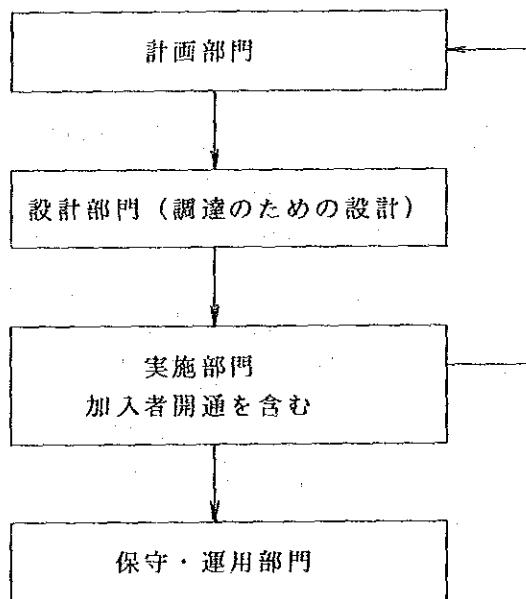 計画部門
設計部門（調達のための設計）
実施部門
加入者開通を含む
保守・運用部門